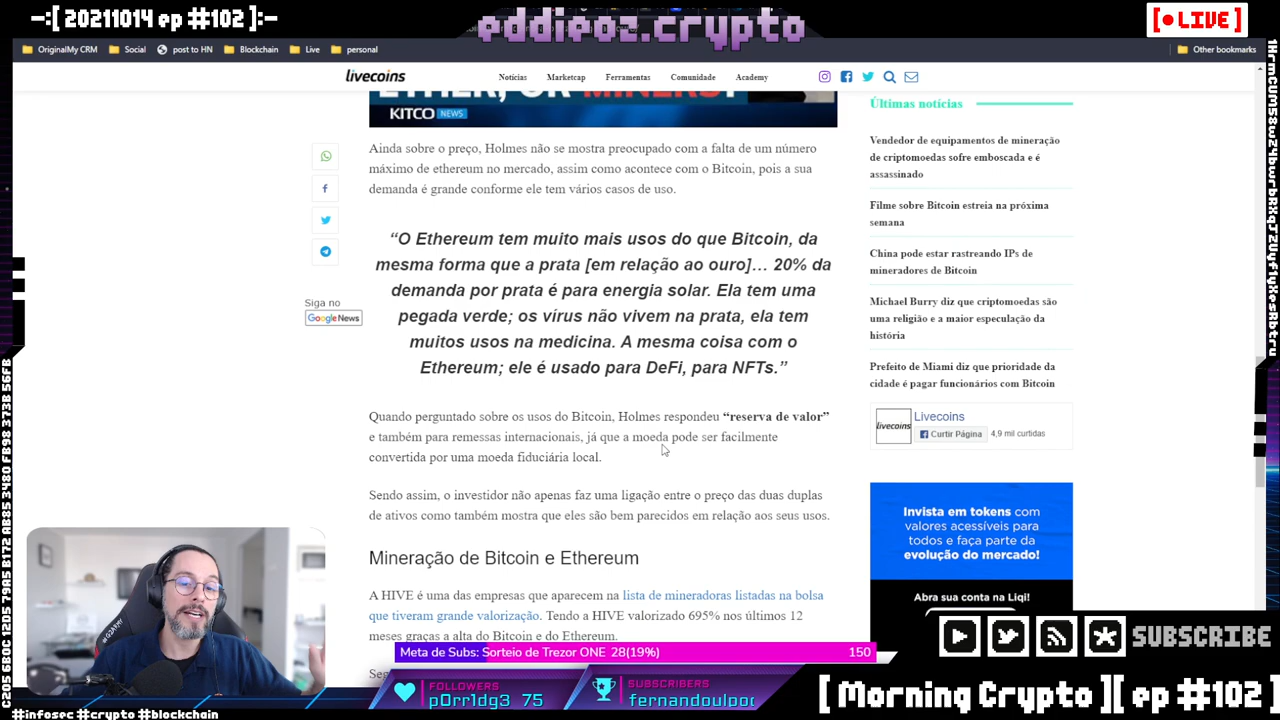 -:[ 20211014 ep #102 ]:-
eddieoz.crypto
[● LIVE]
OriginalMy CRM
Social
post to HN
Blockchain
Live
personal
Other bookmarks
livecoins
Notícias
Marketcap
Ferramentas
Comunidade
Academy
ETHER, OR MINERS?
KITCO NEWS
Ainda sobre o preço, Holmes não se mostra preocupado com a falta de um número
máximo de ethereum no mercado, assim como acontece com o Bitcoin, pois a sua
demanda é grande conforme ele tem vários casos de uso.
“O Ethereum tem muito mais usos do que Bitcoin, da
mesma forma que a prata [em relação ao ouro]… 20% da
demanda por prata é para energia solar. Ela tem uma
pegada verde; os vírus não vivem na prata, ela tem
muitos usos na medicina. A mesma coisa com o
Ethereum; ele é usado para DeFi, para NFTs.”
Siga no
Google News
Quando perguntado sobre os usos do Bitcoin, Holmes respondeu “reserva de valor”
e também para remessas internacionais, já que a moeda pode ser facilmente
convertida por uma moeda fiduciária local.
Sendo assim, o investidor não apenas faz uma ligação entre o preço das duas duplas
de ativos como também mostra que eles são bem parecidos em relação aos seus usos.
Mineração de Bitcoin e Ethereum
A HIVE é uma das empresas que aparecem na lista de mineradoras listadas na bolsa
que tiveram grande valorização. Tendo a HIVE valorizado 695% nos últimos 12
meses graças a alta do Bitcoin e do Ethereum.
Últimas notícias
Vendedor de equipamentos de mineração
de criptomoedas sofre emboscada e é
assassinado
Filme sobre Bitcoin estreia na próxima
semana
China pode estar rastreando IPs de
mineradores de Bitcoin
Michael Burry diz que criptomoedas são
uma religião e a maior especulação da
história
Prefeito de Miami diz que prioridade da
cidade é pagar funcionários com Bitcoin
livecoins
Livecoins
Curtir Página
4,9 mil curtidas
Invista em tokens com
valores acessíveis para
todos e faça parte da
evolução do mercado!
Abra sua conta na Liqi!
SUBSCRIBE
Meta de Subs: Sorteio de Trezor ONE 28(19%)
150
FOLLOWERS
p0rr1dg3_75
SUBSCRIBERS
fernandoulpoc
[ Morning Crypto ][ ep #102 ]
#infosec #crypto #blockchain